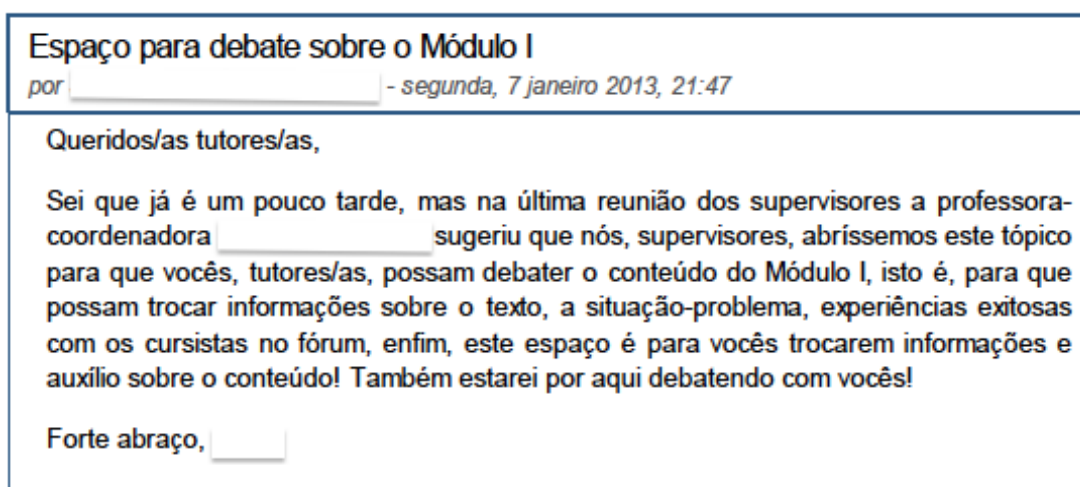 Espaço para debate sobre o Módulo I
por - segunda, 7 janeiro 2013, 21:47
Queridos/as tutores/as,
Sei que já é um pouco tarde, mas na última reunião dos supervisores a professora-
coordenadora sugeriu que nós, supervisores, abríssemos este tópico
para que vocês, tutores/as, possam debater o conteúdo do Módulo I, isto é, para que
possam trocar informações sobre o texto, a situação-problema, experiências exitosas
com os cursistas no fórum, enfim, este espaço é para vocês trocarem informações e
auxílio sobre o conteúdo! Também estarei por aqui debatendo com vocês!
Forte abraço,